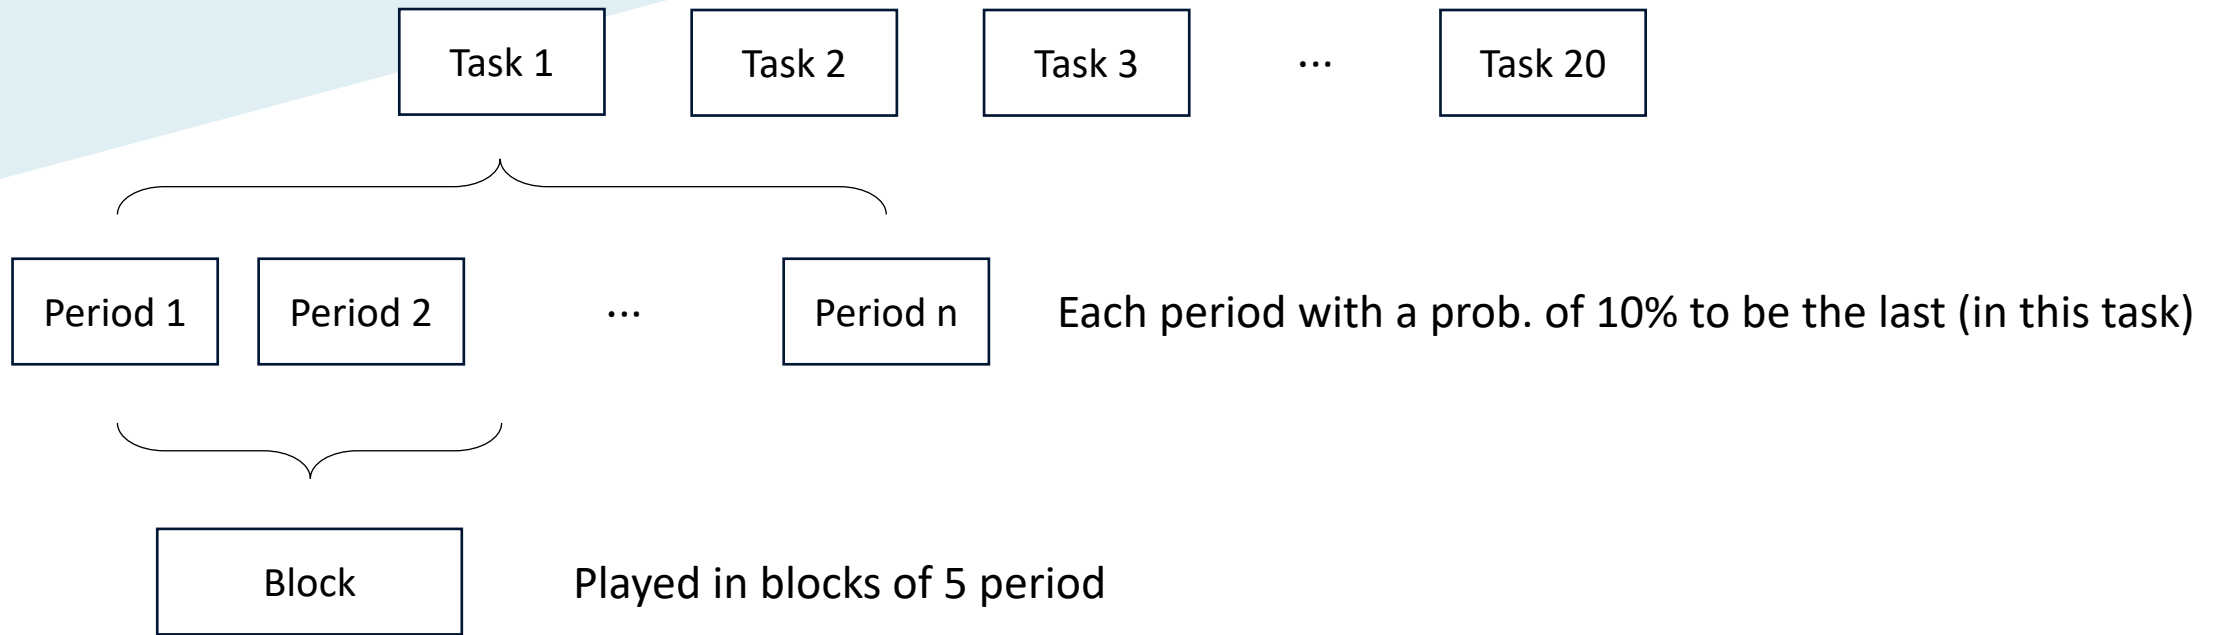 Task 1
Task 2
Task 3
...
Task 20
Period 1
Period 2
...
Period n
Each period with a prob. of 10% to be the last (in this task)
Block
Played in blocks of 5 period